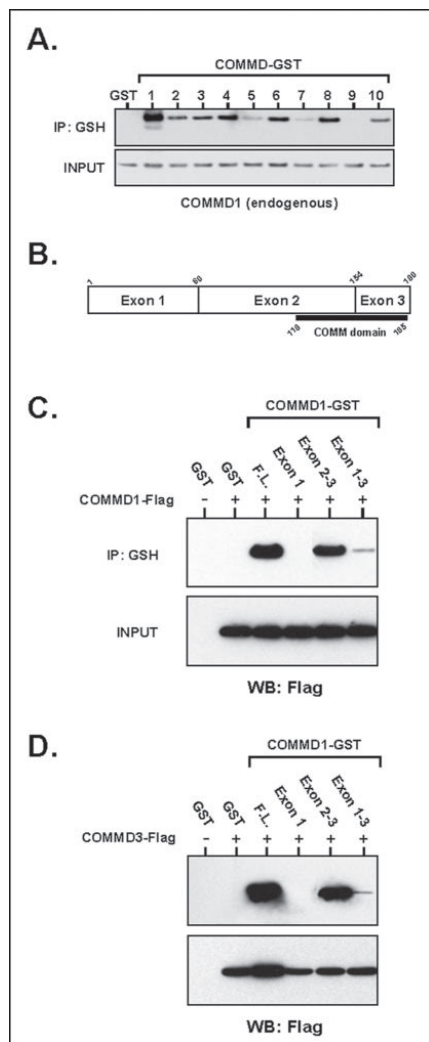 A.
COMMD-GST
GST 1 2 3 4 5 6 7 8 9 10
IP: GSH
INPUT
COMMD1 (endogenous)
B.
1 60 154 180
Exon 1 Exon 2 Exon 3
118 COMM domain 185
C.
COMMD1-GST
GST GST F.L. Exon 1 Exon 2-3 Exon 1-3
COMMD1-Flag - + + + + +
IP: GSH
INPUT
WB: Flag
D.
COMMD1-GST
GST GST F.L. Exon 1 Exon 2-3 Exon 1-3
COMMD3-Flag - + + + + +
WB: Flag